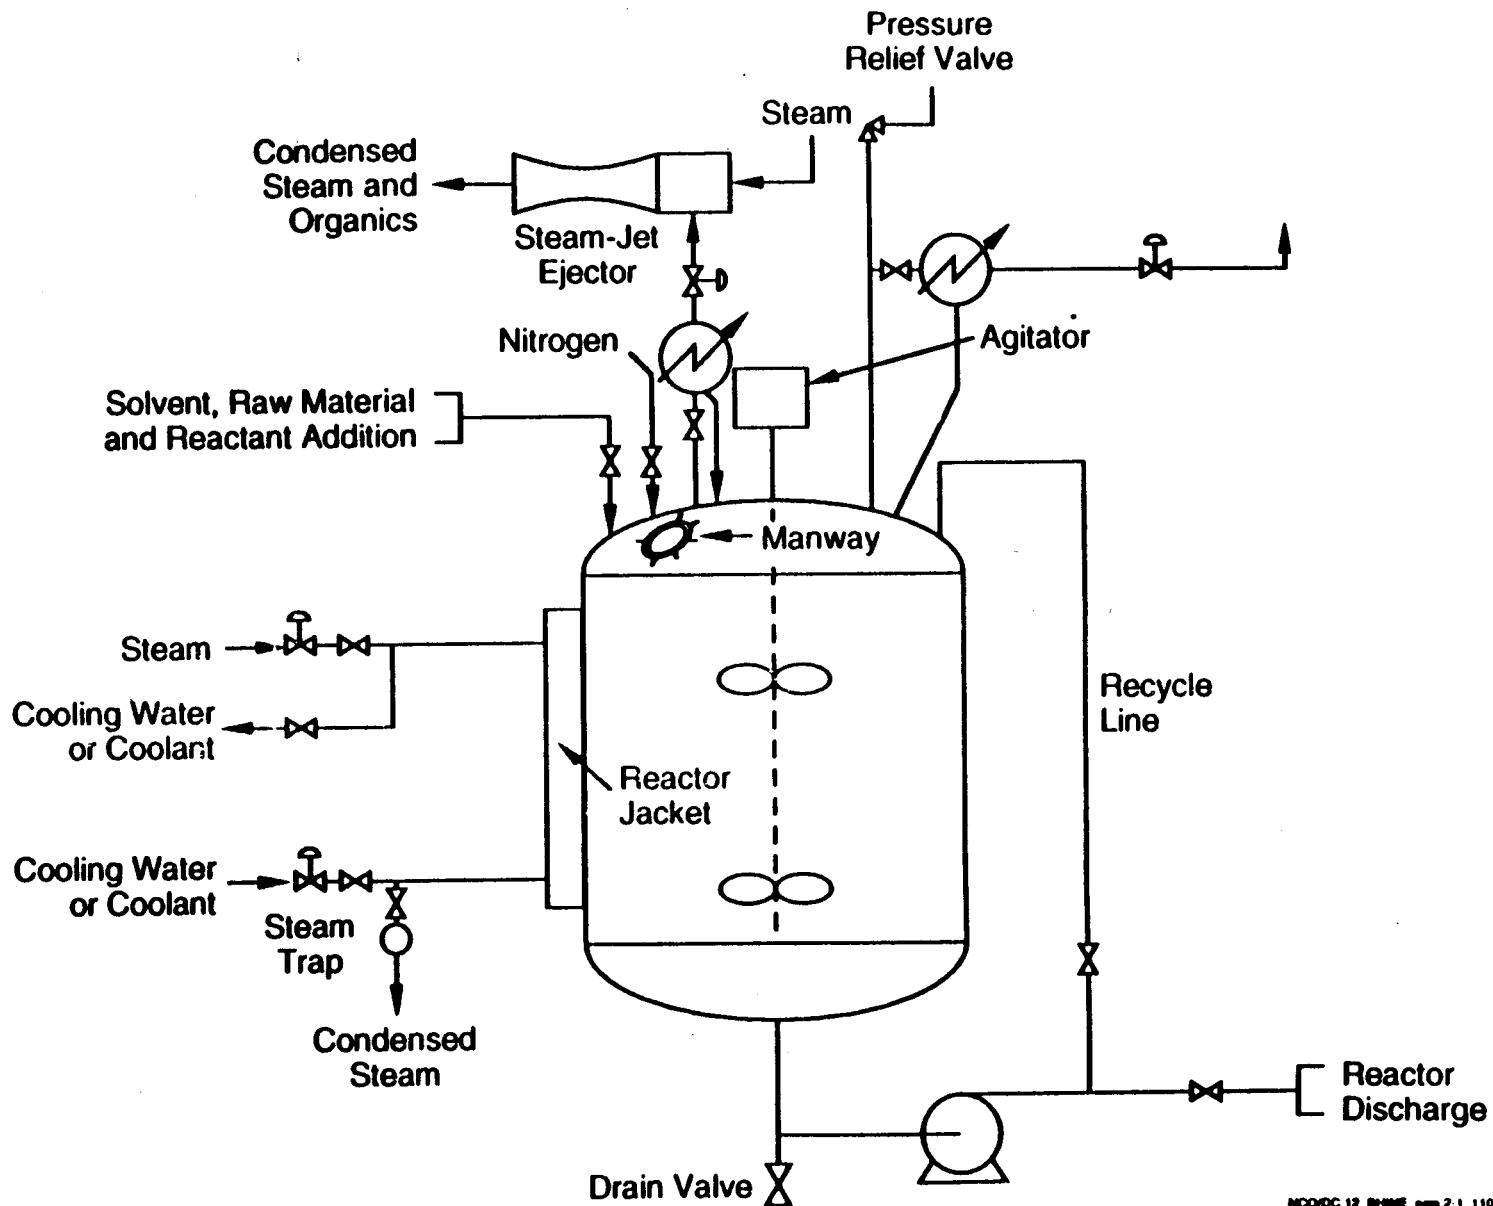 Pressure
Relief Valve
Steam
Condensed
Steam and
Organics
Steam-Jet
Ejector
Nitrogen
Agitator
Solvent, Raw Material
and Reactant Addition
Manway
Steam
Cooling Water
or Coolant
Reactor
Jacket
Recycle
Line
Cooling Water
or Coolant
Steam
Trap
Condensed
Steam
Reactor
Discharge
Drain Valve